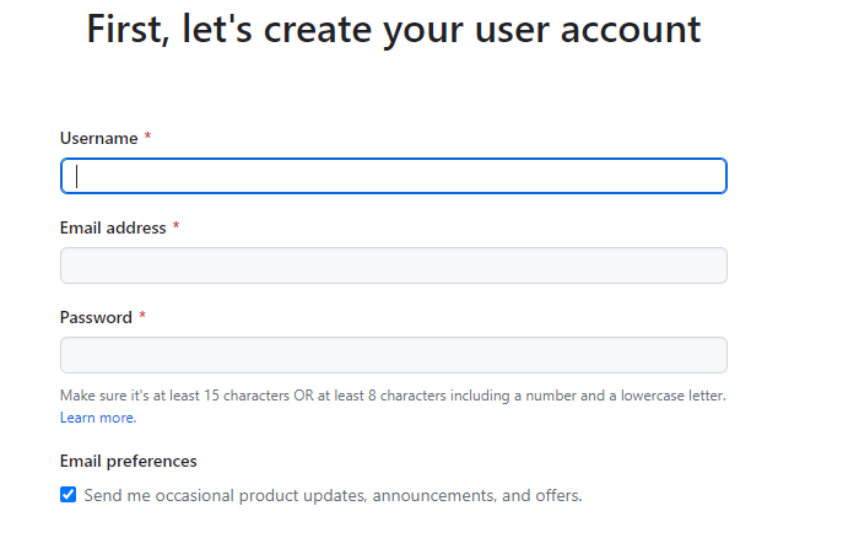 First, let's create your user account
Username *
Email address *
Password *
Make sure it's at least 15 characters OR at least 8 characters including a number and a lowercase letter.
Learn more.
Email preferences
Send me occasional product updates, announcements, and offers.